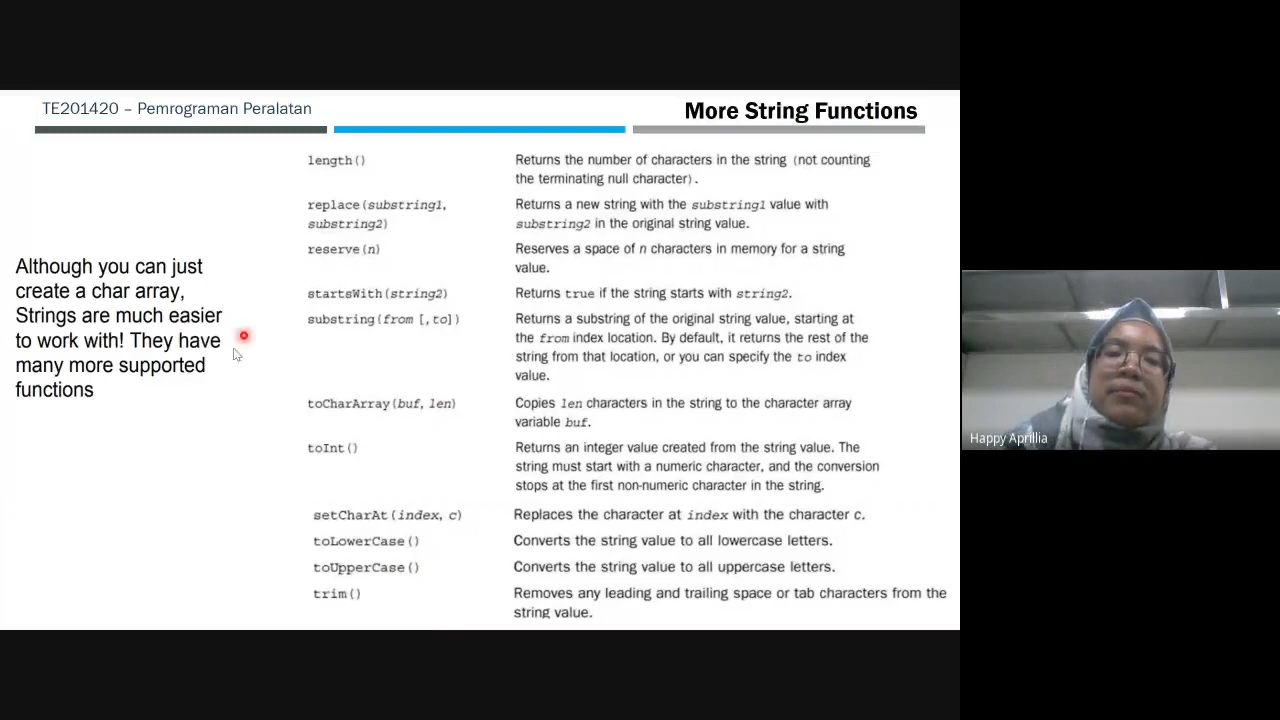 TE201420 – Pemrograman Peralatan
More String Functions
Although you can just
create a char array,
Strings are much easier
to work with! They have
many more supported
functions
length() Returns the number of characters in the string (not counting
the terminating null character).
replace(substring1, Returns a new string with the substring1 value with
substring2) substring2 in the original string value.
reserve(n) Reserves a space of n characters in memory for a string
value.
startsWith(string2) Returns true if the string starts with string2.
substring(from [,to]) Returns a substring of the original string value, starting at
the from index location. By default, it returns the rest of the
string from that location, or you can specify the to index
value.
toCharArray(buf, len) Copies len characters in the string to the character array
variable buf.
toInt() Returns an integer value created from the string value. The
string must start with a numeric character, and the conversion
stops at the first non-numeric character in the string.
setCharAt(index, c) Replaces the character at index with the character c.
toLowerCase() Converts the string value to all lowercase letters.
toUpperCase() Converts the string value to all uppercase letters.
trim() Removes any leading and trailing space or tab characters from the
string value.
Happy Aprillia